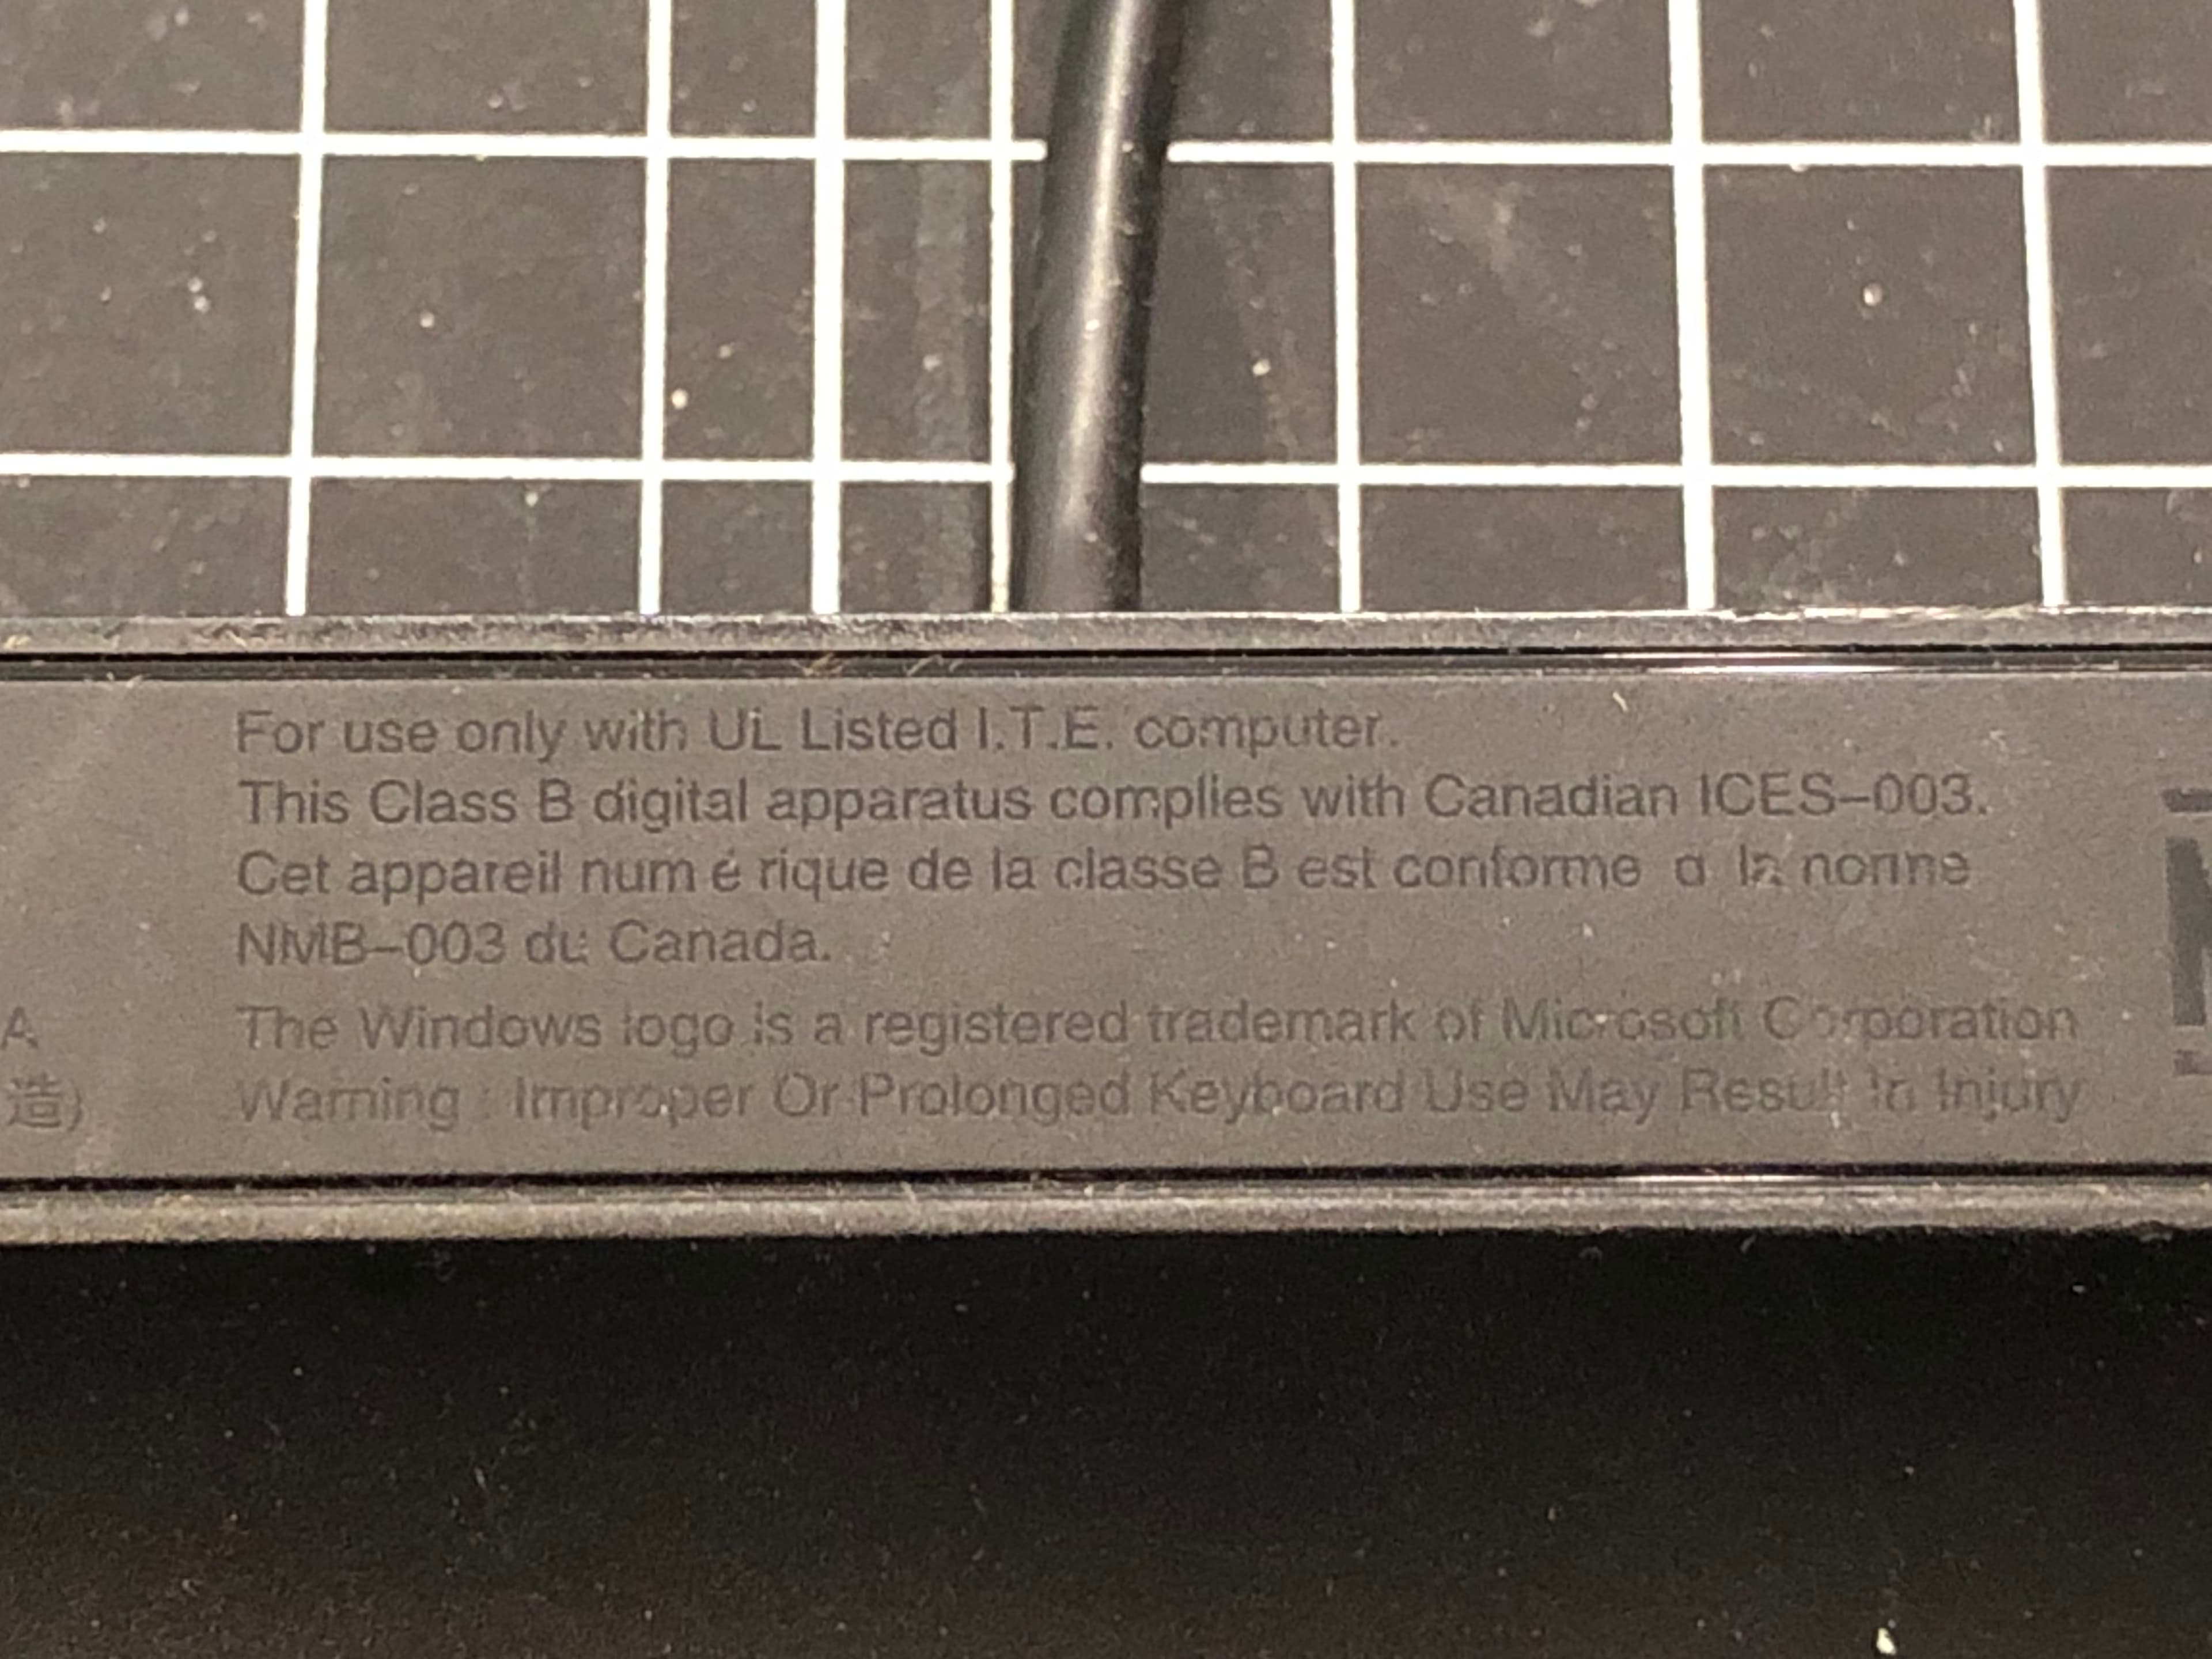 For use only with UL Listed I.T.E. computer.
This Class B digital apparatus complies with Canadian ICES-003.
Cet appareil num é rique de la classe B est conforme a la norme
NMB-003 du Canada.
A The Windows logo is a registered trademark of Microsoft Corporation
造) Warning : Improper Or Prolonged Keyboard Use May Result In Injury